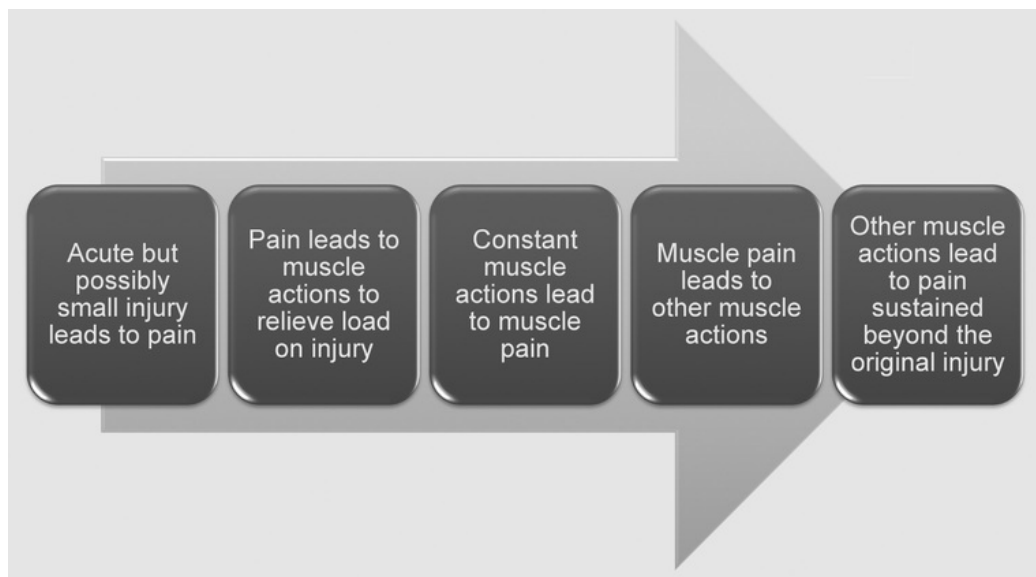 Acute but
possibly
small injury
leads to pain
Pain leads to
muscle
actions to
relieve load
on injury
Constant
muscle
actions lead
to muscle
pain
Muscle pain
leads to
other muscle
actions
Other muscle
actions lead
to pain
sustained
beyond the
original injury